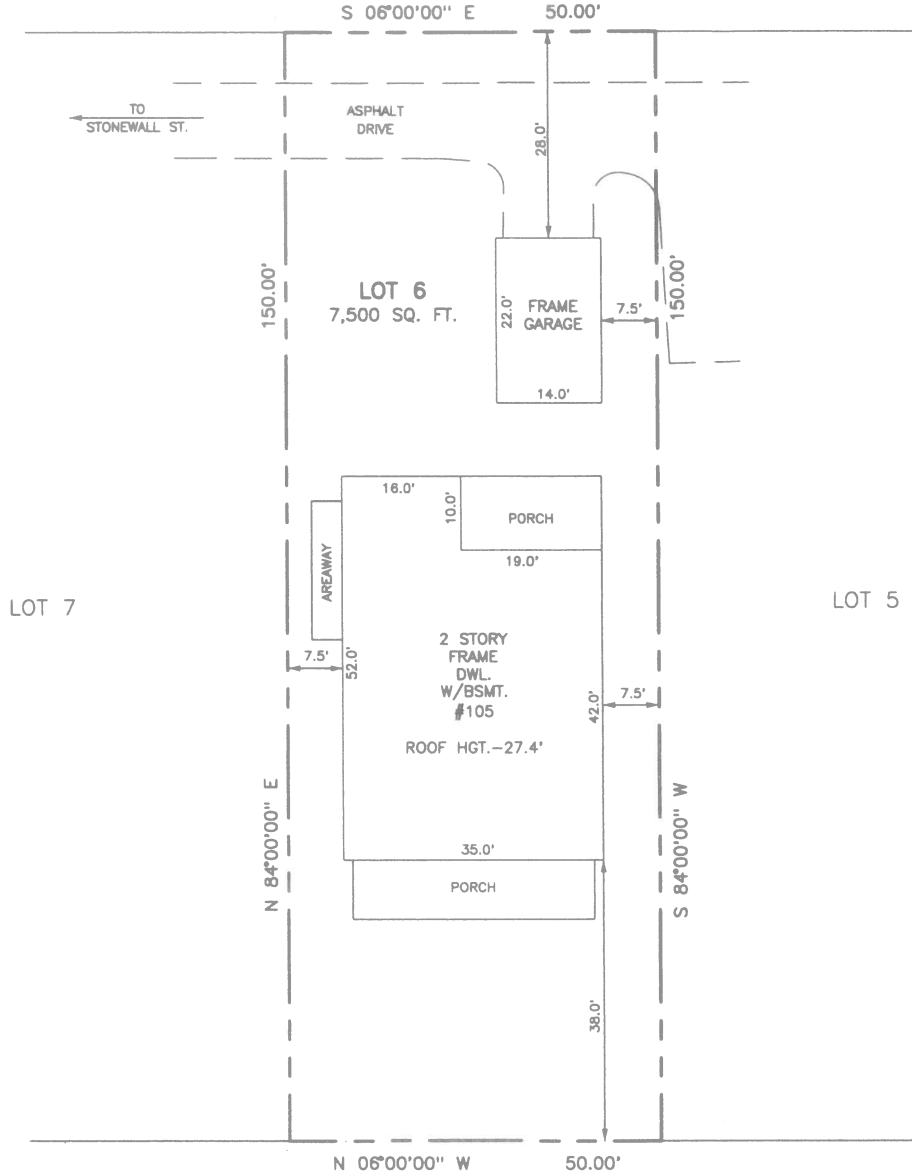 S 06°00'00" E 50.00'
TO
STONEWALL ST.
ASPHALT
DRIVE
28.0'
150.00'
LOT 6
7,500 SQ. FT.
22.0'
FRAME
GARAGE
7.5'
150.00'
14.0'
16.0'
10.0'
PORCH
19.0'
AREAWAY
LOT 7
LOT 5
7.5'
52.0'
2 STORY
FRAME
DWL.
W/BSMT.
#105
42.0'
7.5'
ROOF HGT.-27.4'
N 84°00'00" E
S 84°00'00" W
35.0'
PORCH
38.0'
N 06°00'00" W 50.00'